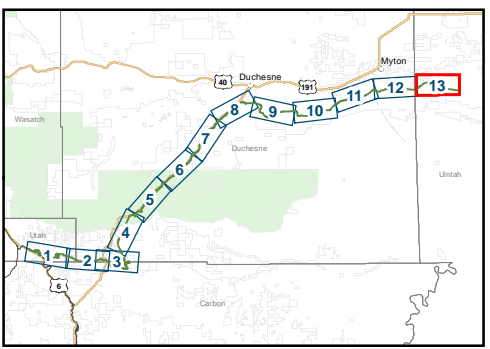 Myton
40
Duchesne
191
13
12
11
10
9
8
Wasatch
7
Duchesne
6
Uintah
5
4
Utah
1
2
3
6
Carbon